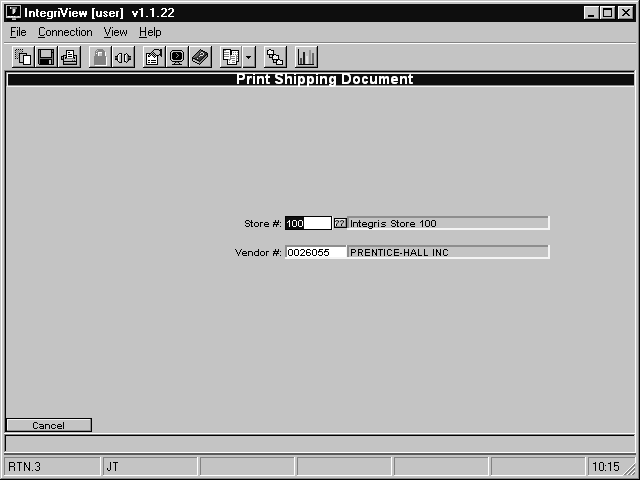 IntegriView [user] v1.1.22
File Connection View Help
Print Shipping Document
Store #: 100 ?? Integris Store 100
Vendor #: 0026055 PRENTICE-HALL INC
Cancel
RTN.3 JT 10:15